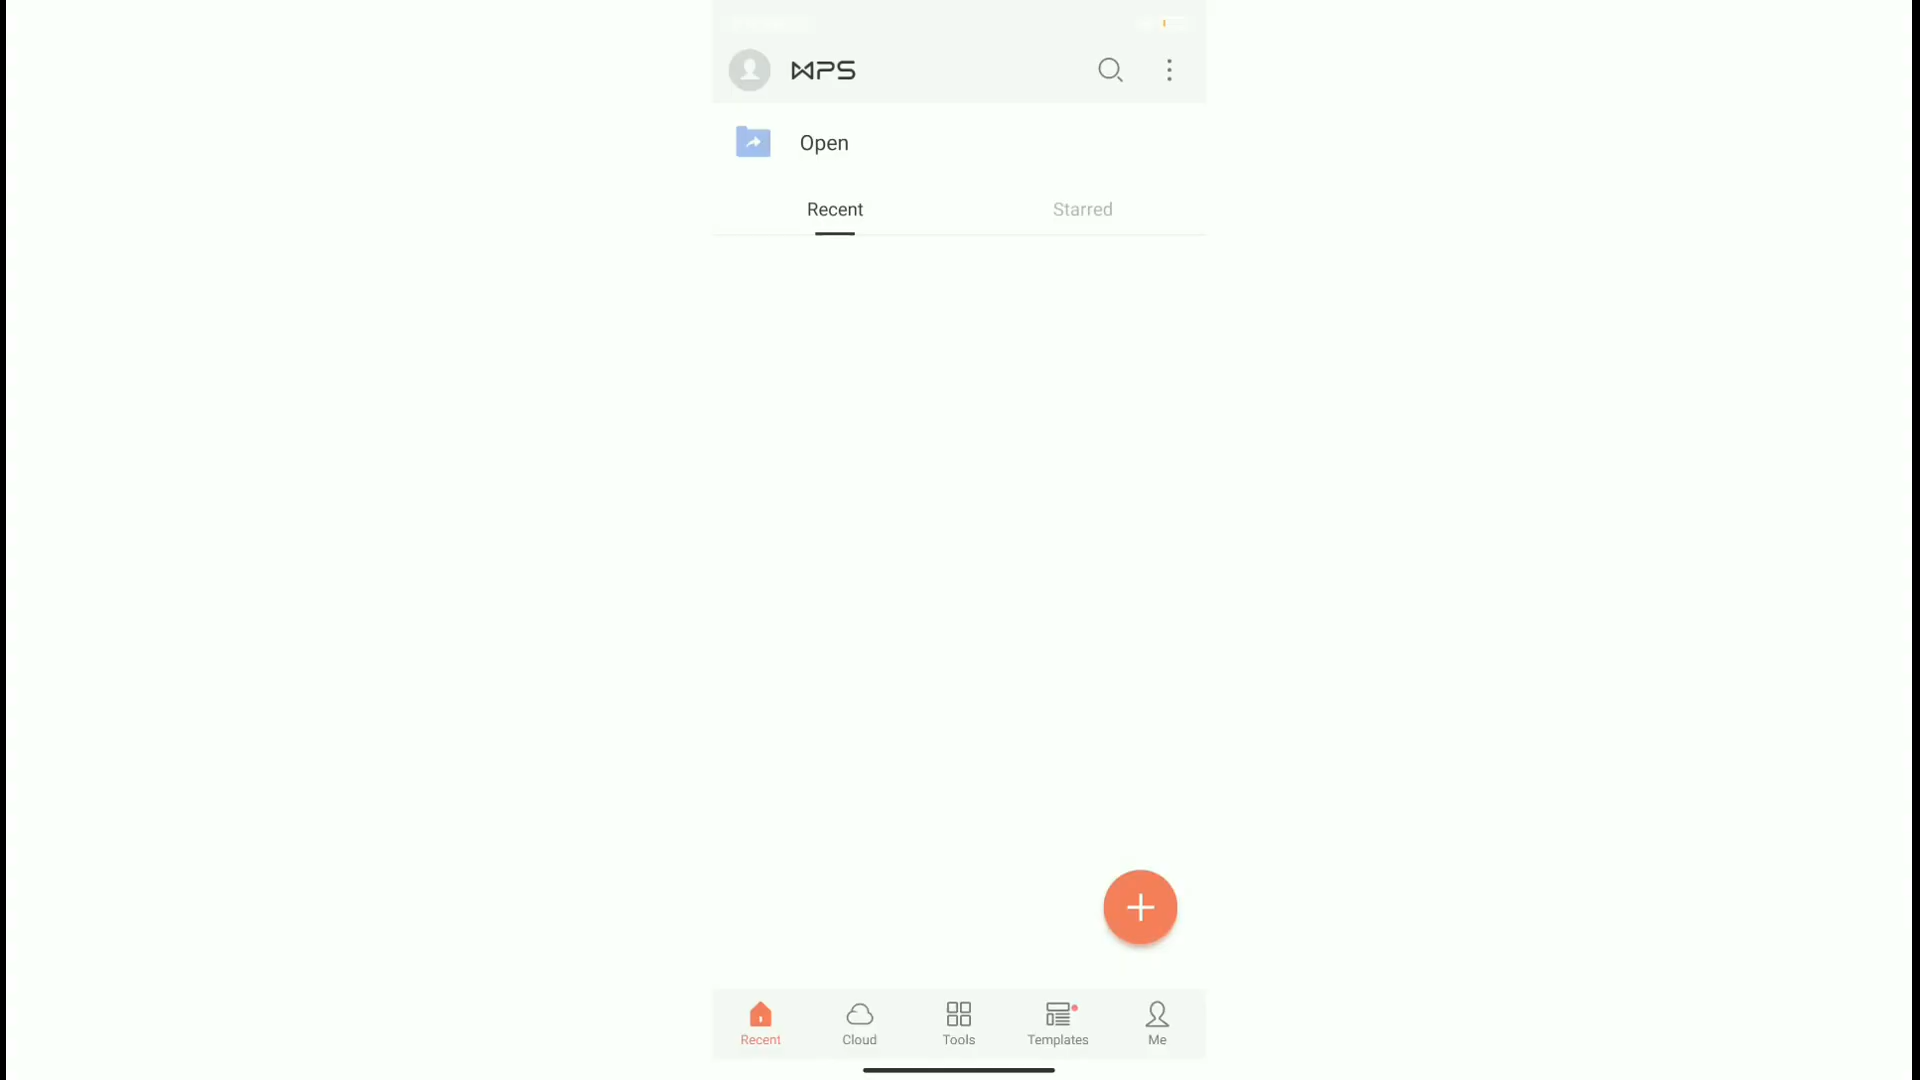 WPS
Open
Recent
Starred
Recent
Cloud
Tools
Templates
Me